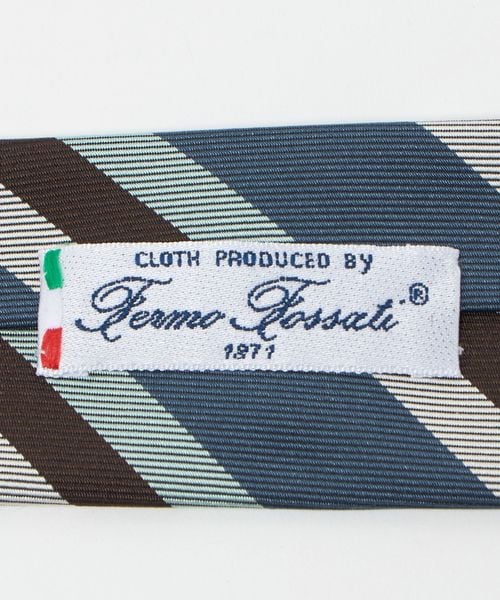 CLOTH PRODUCED BY
Fermo Fossati®
1871